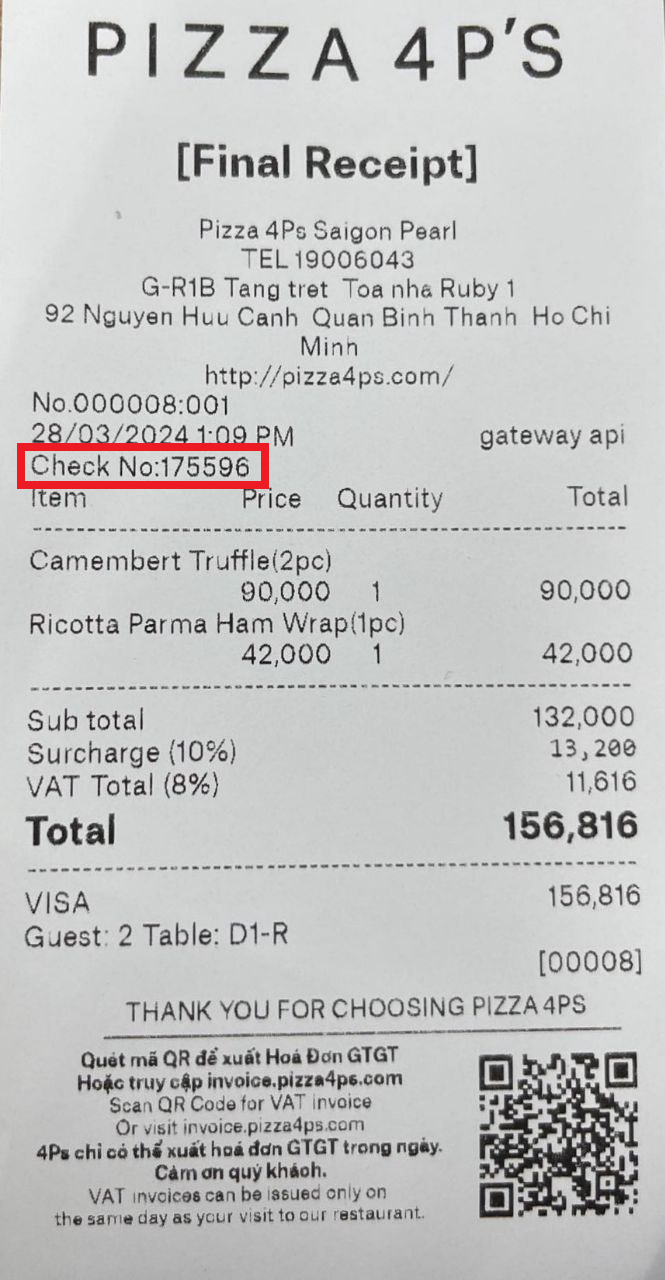 PIZZA 4P'S
[Final Receipt]
Pizza 4Ps Saigon Pearl
TEL 19006043
G-R1B Tang tret Toa nha Ruby 1
92 Nguyen Huu Canh Quan Binh Thanh Ho Chi
Minh
http://pizza4ps.com/
No.000008:001
28/03/2024 1:09 PM gateway api
Check No:175596
Item Price Quantity Total
Camembert Truffle(2pc)
90,000 1 90,000
Ricotta Parma Ham Wrap(1pc)
42,000 1 42,000
Sub total 132,000
Surcharge (10%) 13,200
VAT Total (8%) 11,616
Total 156,816
VISA 156,816
Guest: 2 Table: D1-R
[00008]
THANK YOU FOR CHOOSING PIZZA 4PS
Quét mã QR để xuất Hoá Đơn GTGT
Hoặc truy cập invoice.pizza4ps.com
Scan QR Code for VAT invoice
Or visit invoice.pizza4ps.com
4Ps chỉ có thể xuất hoá đơn GTGT trong ngày.
Cảm ơn quý khách.
VAT invoices can be issued only on
the same day as your visit to our restaurant.